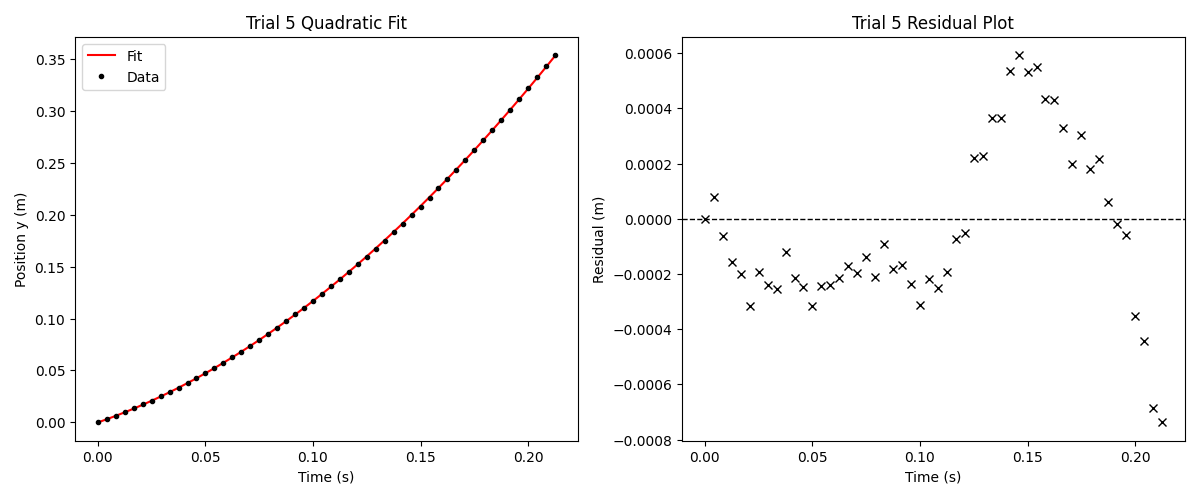 Trial 5 Quadratic Fit
Fit
Data
0.35
0.30
0.25
0.20
0.15
0.10
0.05
0.00
Position y (m)
0.00 0.05 0.10 0.15 0.20
Time (s)
Trial 5 Residual Plot
0.0006
0.0004
0.0002
0.0000
−0.0002
−0.0004
−0.0006
−0.0008
Residual (m)
0.00 0.05 0.10 0.15 0.20
Time (s)